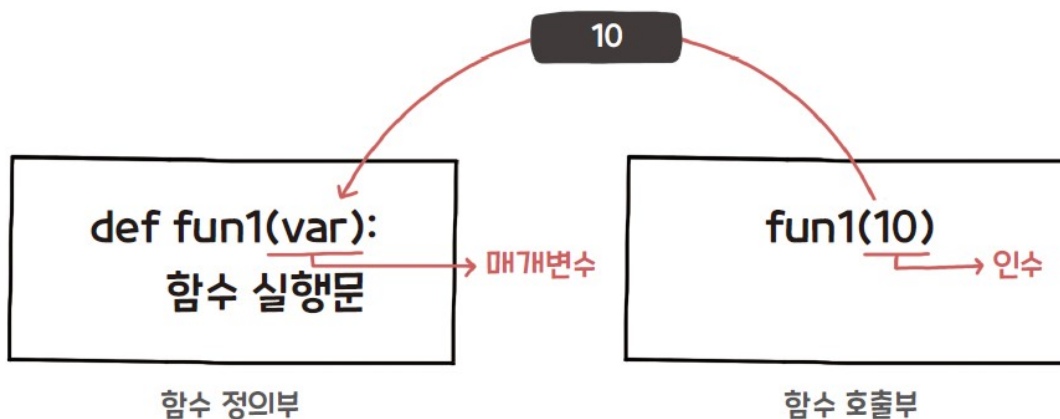 10
def fun1(var):
함수 실행문
매개변수
함수 정의부
fun1(10)
인수
함수 호출부